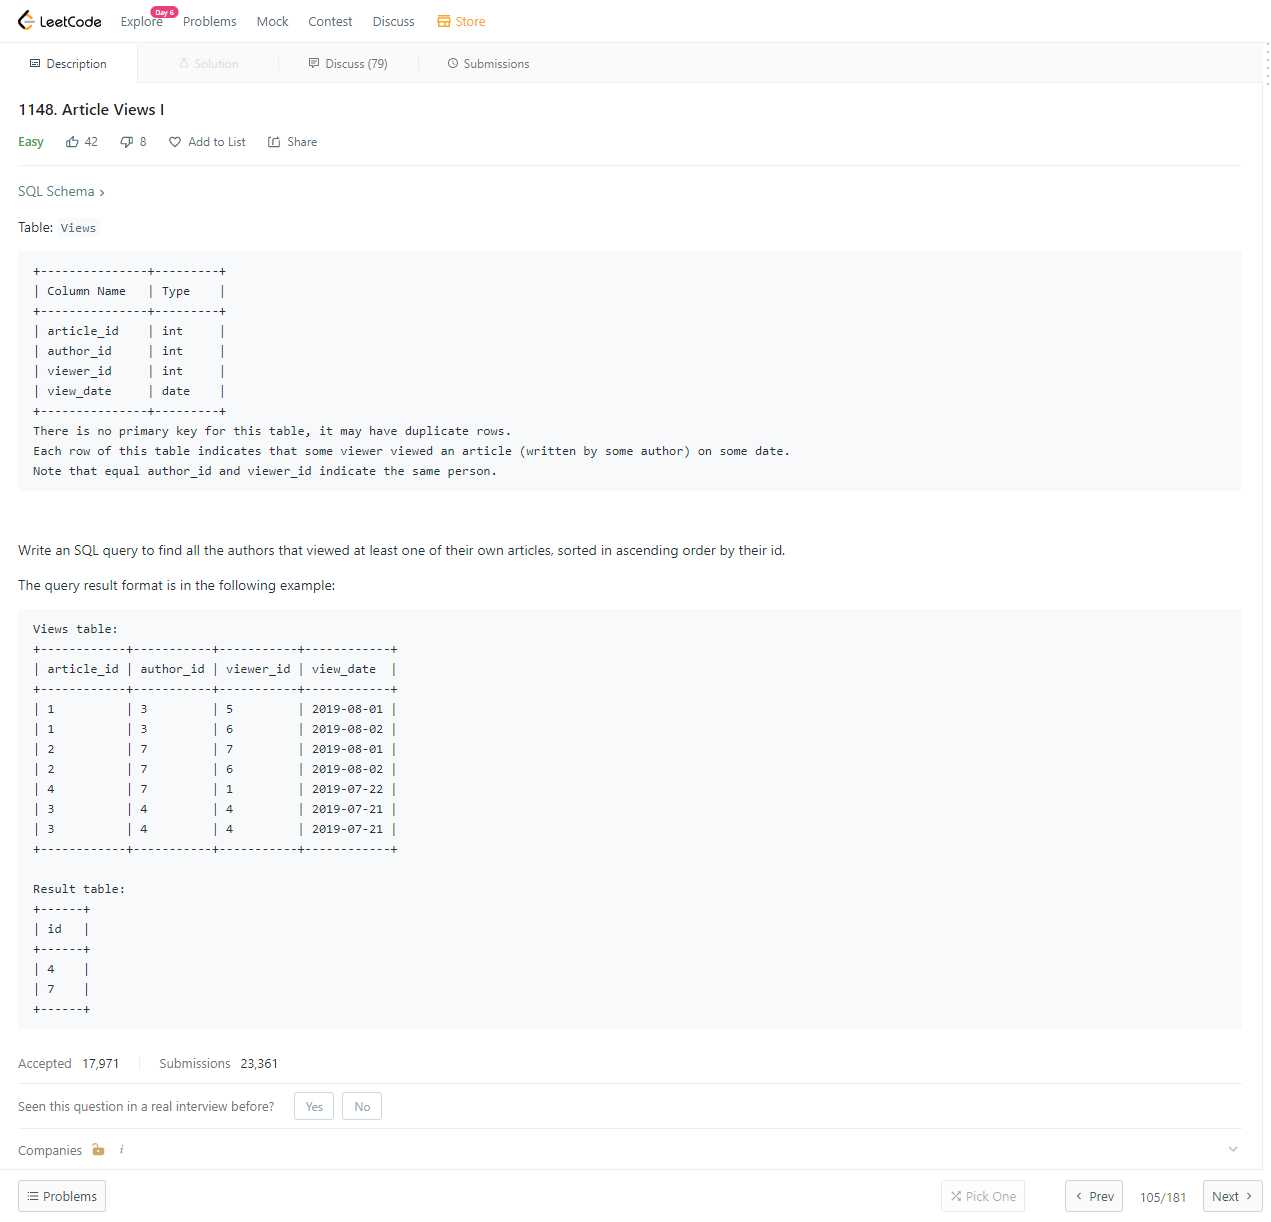 LeetCode Explore Day 6 Problems Mock Contest Discuss Store
Description Solution Discuss (79) Submissions
1148. Article Views I
Easy 42 8 Add to List Share
SQL Schema >
Table: Views
+---------------+---------+
| Column Name   | Type    |
+---------------+---------+
| article_id    | int     |
| author_id     | int     |
| viewer_id     | int     |
| view_date     | date    |
+---------------+---------+
There is no primary key for this table, it may have duplicate rows.
Each row of this table indicates that some viewer viewed an article (written by some author) on some date.
Note that equal author_id and viewer_id indicate the same person.
Write an SQL query to find all the authors that viewed at least one of their own articles, sorted in ascending order by their id.
The query result format is in the following example:
Views table:
+------------+-----------+-----------+------------+
| article_id | author_id | viewer_id | view_date  |
+------------+-----------+-----------+------------+
| 1          | 3         | 5         | 2019-08-01 |
| 1          | 3         | 6         | 2019-08-02 |
| 2          | 7         | 7         | 2019-08-01 |
| 2          | 7         | 6         | 2019-08-02 |
| 4          | 7         | 1         | 2019-07-22 |
| 3          | 4         | 4         | 2019-07-21 |
| 3          | 4         | 4         | 2019-07-21 |
+------------+-----------+-----------+------------+
Result table:
+------+
| id   |
+------+
| 4    |
| 7    |
+------+
Accepted 17,971 Submissions 23,361
Seen this question in a real interview before? Yes No
Companies i
Problems Pick One < Prev 105/181 Next >